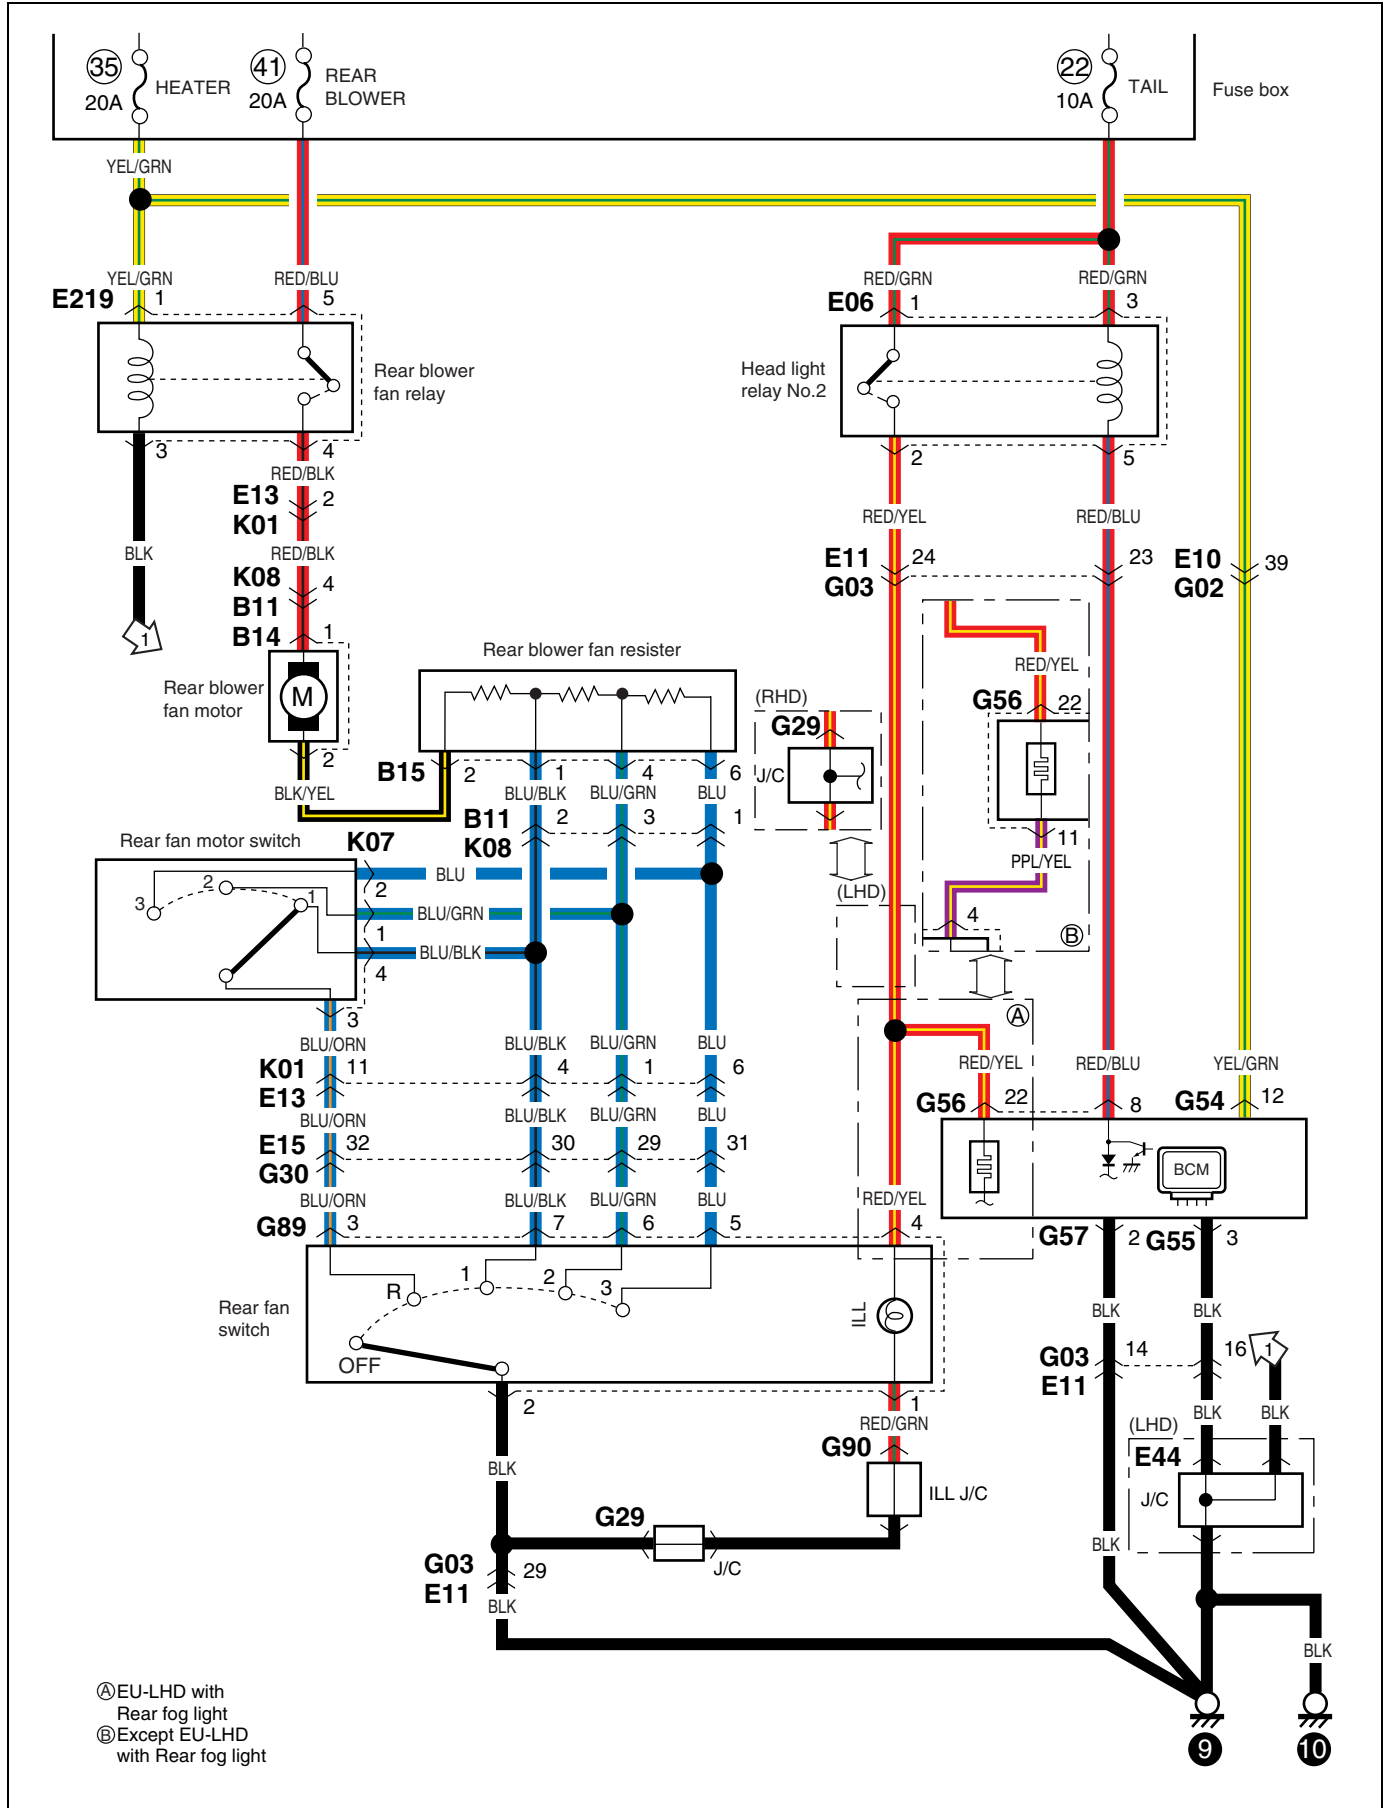 35
20A
HEATER
41
20A
REAR
BLOWER
22
10A
TAIL
Fuse box
YEL/GRN
YEL/GRN
RED/BLU
RED/GRN
RED/GRN
E219
1
5
E06
1
3
Rear blower
fan relay
Head light
relay No.2
3
4
2
5
RED/BLK
E13
2
K01
RED/YEL
RED/BLU
BLK
RED/BLK
E11
24
23
E10
39
G03
G02
K08
4
B11
B14
1
1
Rear blower fan resister
RED/YEL
Rear blower
fan motor
M
(RHD)
G29
G56
22
2
B15
2
1
4
6
J/C
BLK/YEL
BLU/BLK
BLU/GRN
BLU
B11
2
3
1
K08
11
PPL/YEL
Rear fan motor switch
K07
BLU
2
(LHD)
3
2
1
BLU/GRN
1
4
B
BLU/BLK
4
3
A
BLU/ORN
BLU/BLK
BLU/GRN
BLU
RED/YEL
RED/BLU
YEL/GRN
K01
11
4
1
6
E13
G56
22
8
G54
12
BLU/ORN
BLU/BLK
BLU/GRN
BLU
E15
32
30
29
31
G30
BCM
BLU/ORN
BLU/BLK
BLU/GRN
BLU
RED/YEL
G89
3
7
6
5
4
G57
2
G55
3
R
1
2
3
Rear fan
switch
OFF
ILL
BLK
BLK
G03
14
16
1
E11
2
1
RED/GRN
BLK
BLK
(LHD)
G90
E44
BLK
ILL J/C
J/C
G29
J/C
BLK
G03
29
E11
BLK
BLK
A EU-LHD with
Rear fog light
B Except EU-LHD
with Rear fog light
9
10